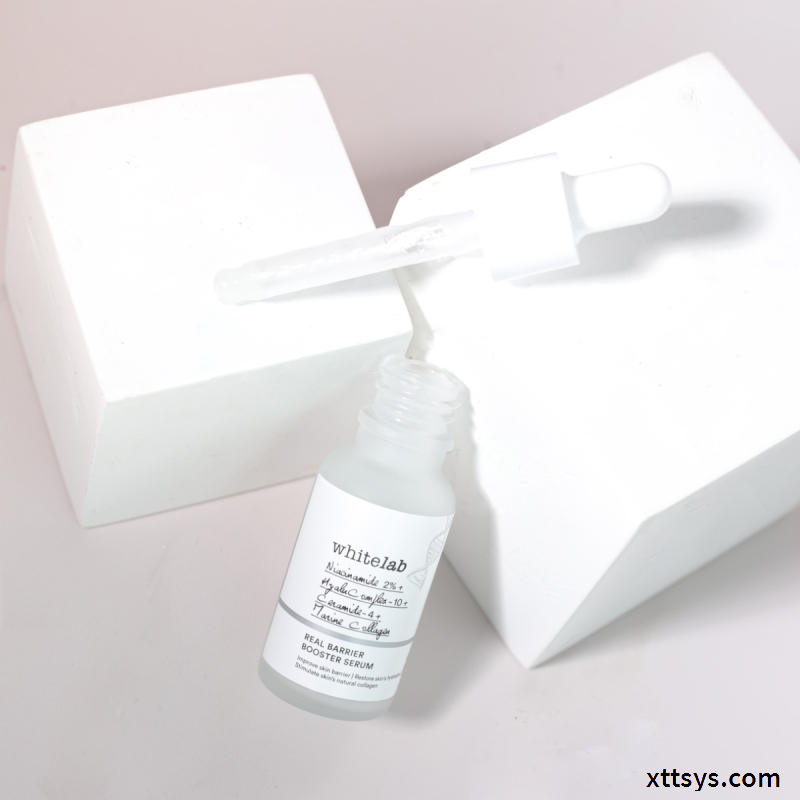 whitelab
Niacinamide 2% +
HyaluComplex-10+
Ceramide-4+
Marine Collagen
REAL BARRIER
BOOSTER SERUM
Improve skin barrier | Restore skin's
Stimulate skin's natural collagen
xttsys.com